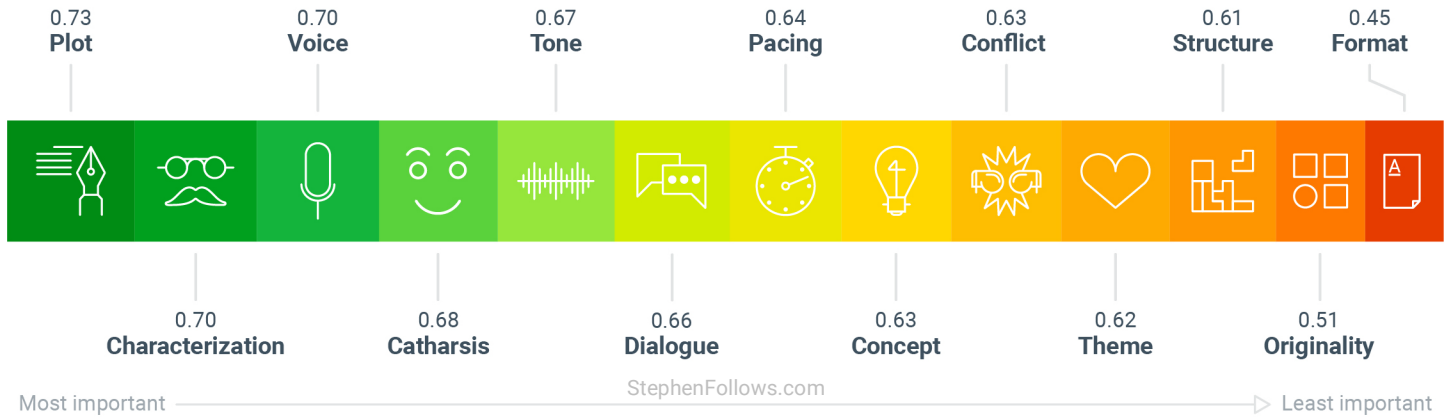 0.73
Plot
0.70
Voice
0.67
Tone
0.64
Pacing
0.63
Conflict
0.61
Structure
0.45
Format
A
0.70
Characterization
0.68
Catharsis
0.66
Dialogue
0.63
Concept
0.62
Theme
0.51
Originality
StephenFollows.com
Most important
Least important